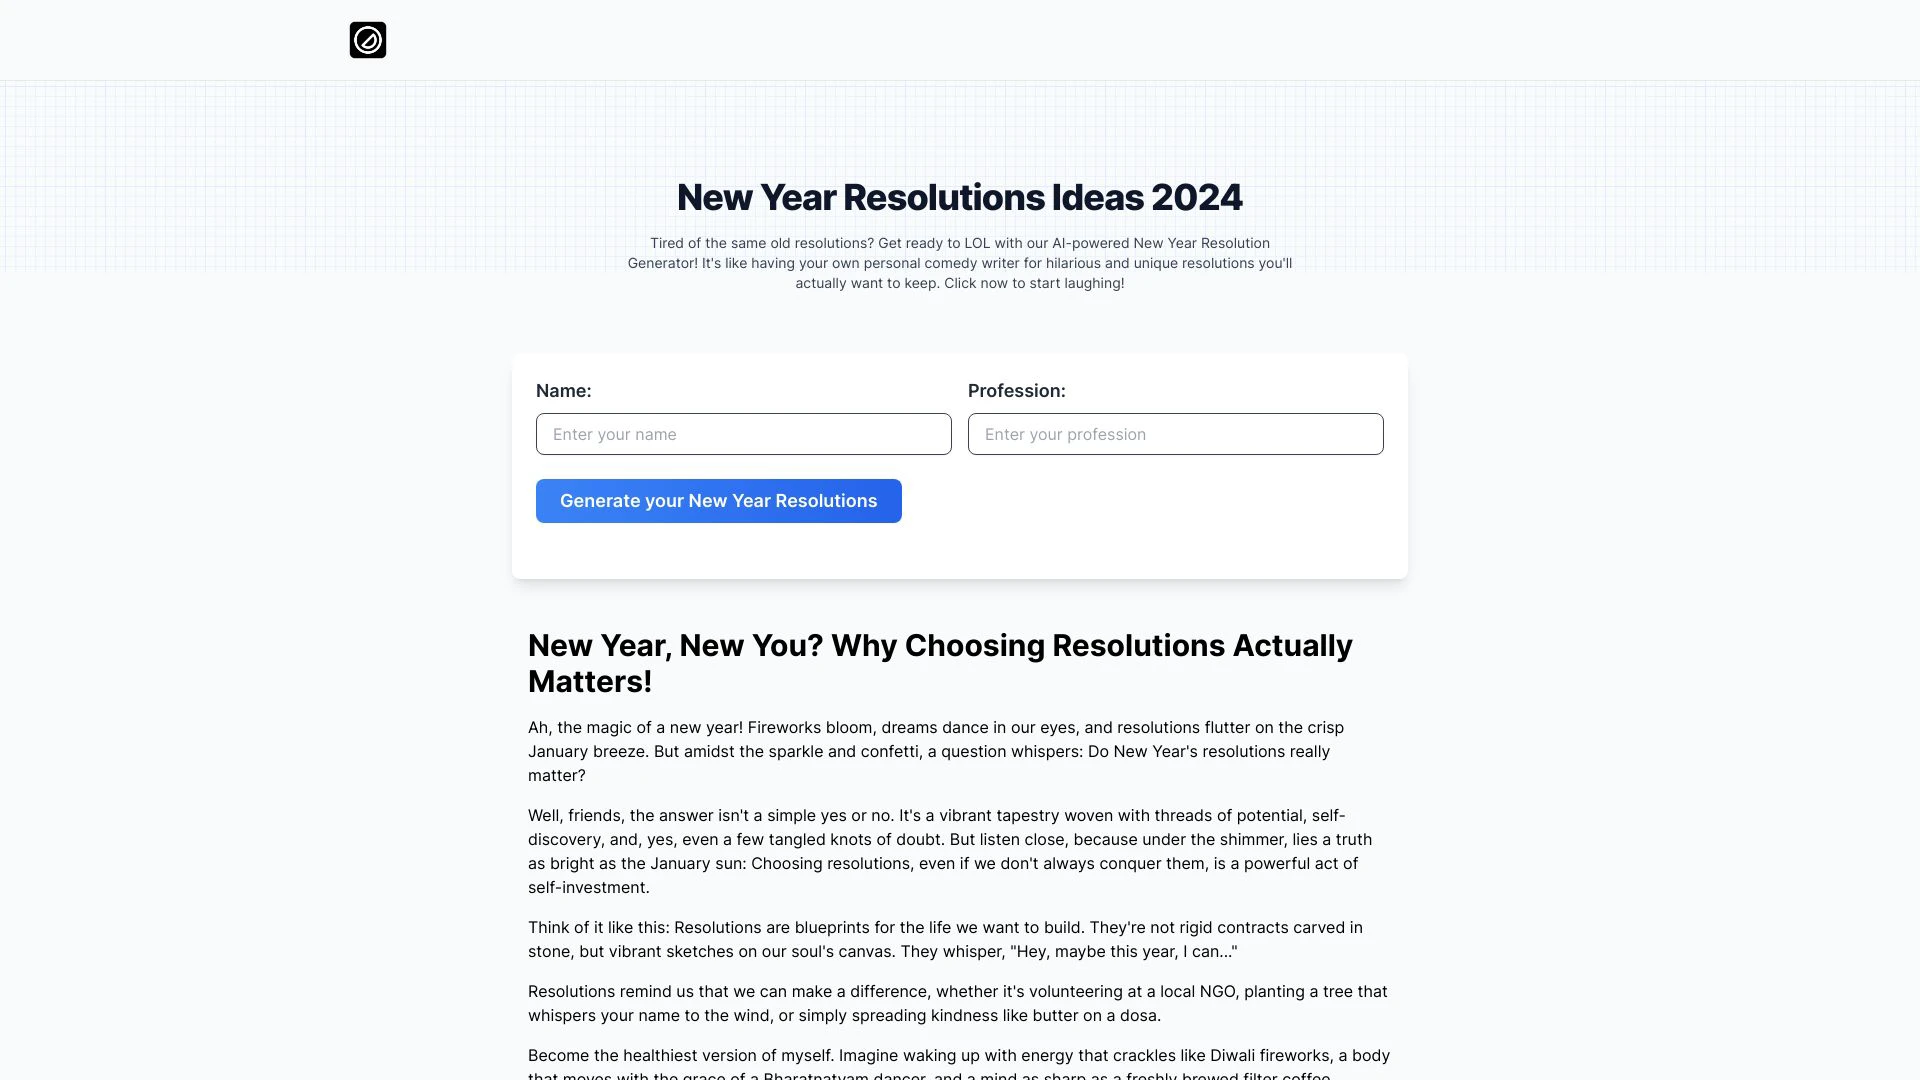 New Year Resolutions Ideas 2024
Tired of the same old resolutions? Get ready to LOL with our AI-powered New Year Resolution
Generator! It's like having your own personal comedy writer for hilarious and unique resolutions you'll
actually want to keep. Click now to start laughing!
Name:
Enter your name
Profession:
Enter your profession
Generate your New Year Resolutions
New Year, New You? Why Choosing Resolutions Actually
Matters!
Ah, the magic of a new year! Fireworks bloom, dreams dance in our eyes, and resolutions flutter on the crisp
January breeze. But amidst the sparkle and confetti, a question whispers: Do New Year's resolutions really
matter?
Well, friends, the answer isn't a simple yes or no. It's a vibrant tapestry woven with threads of potential, self-
discovery, and, yes, even a few tangled knots of doubt. But listen close, because under the shimmer, lies a truth
as bright as the January sun: Choosing resolutions, even if we don't always conquer them, is a powerful act of
self-investment.
Think of it like this: Resolutions are blueprints for the life we want to build. They're not rigid contracts carved in
stone, but vibrant sketches on our soul's canvas. They whisper, "Hey, maybe this year, I can..."
Resolutions remind us that we can make a difference, whether it's volunteering at a local NGO, planting a tree that
whispers your name to the wind, or simply spreading kindness like butter on a dosa.
Become the healthiest version of myself. Imagine waking up with energy that crackles like Diwali fireworks, a body
that moves with the grace of a Bharatnatyam dancer, and a mind as sharp as a freshly brewed filter coffee.